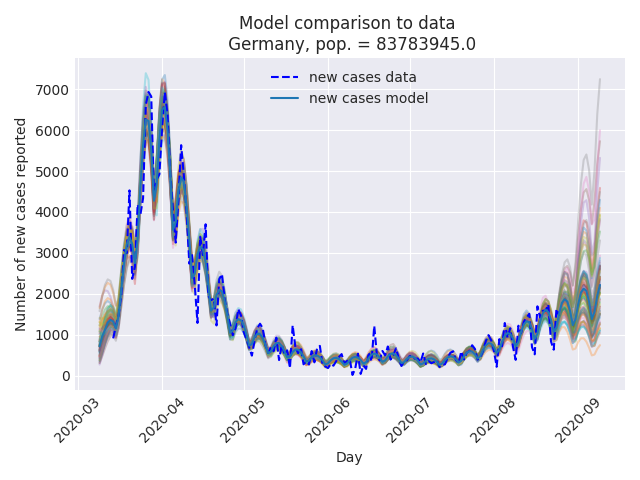 Model comparison to data
Germany, pop. = 83783945.0
new cases data
new cases model
Number of new cases reported
7000
6000
5000
4000
3000
2000
1000
0
2020-03
2020-04
2020-05
2020-06
2020-07
2020-08
2020-09
Day